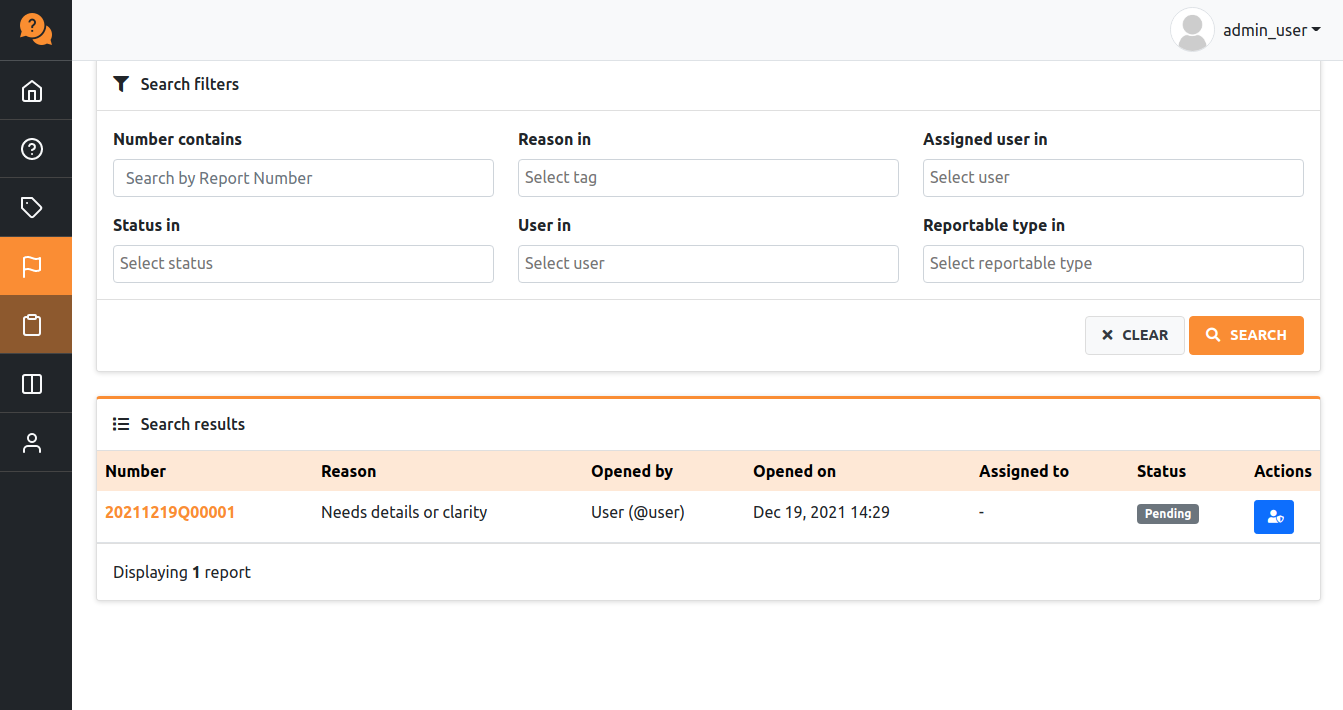 admin_user
Search filters
Number contains Reason in Assigned user in
Search by Report Number Select tag Select user
Status in User in Reportable type in
Select status Select user Select reportable type
CLEAR SEARCH
Search results
Number Reason Opened by Opened on Assigned to Status Actions
20211219Q00001 Needs details or clarity User (@user) Dec 19, 2021 14:29 - Pending
Displaying 1 report